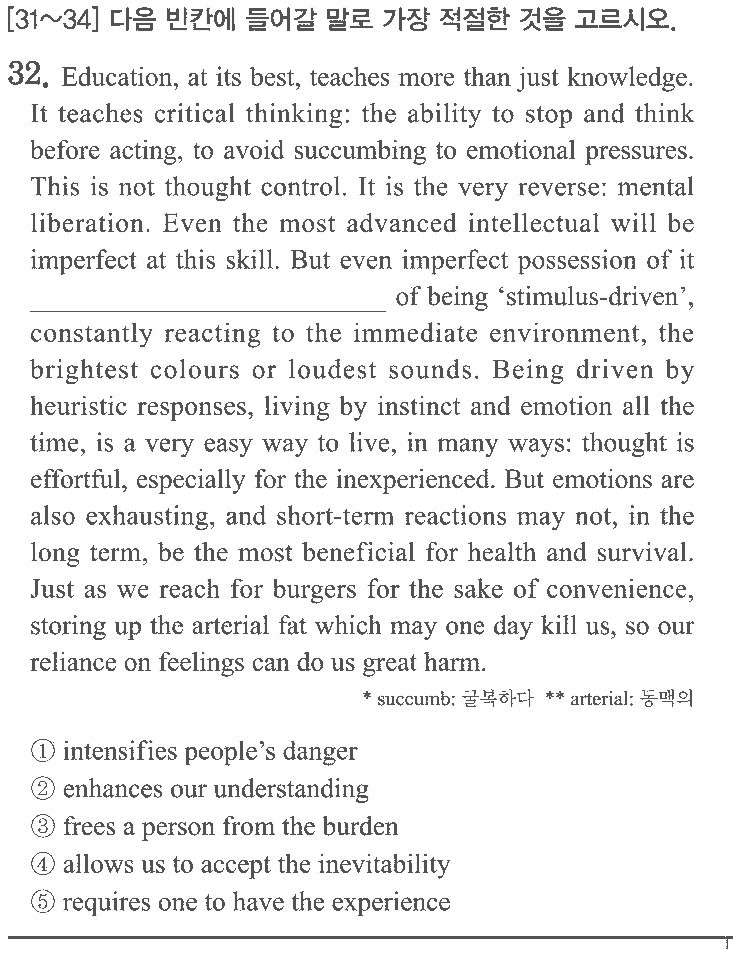 [31~34] 다음 빈칸에 들어갈 말로 가장 적절한 것을 고르시오.
32. Education, at its best, teaches more than just knowledge.
It teaches critical thinking: the ability to stop and think
before acting, to avoid succumbing to emotional pressures.
This is not thought control. It is the very reverse: mental
liberation. Even the most advanced intellectual will be
imperfect at this skill. But even imperfect possession of it
____________________________ of being ‘stimulus-driven’,
constantly reacting to the immediate environment, the
brightest colours or loudest sounds. Being driven by
heuristic responses, living by instinct and emotion all the
time, is a very easy way to live, in many ways: thought is
effortful, especially for the inexperienced. But emotions are
also exhausting, and short-term reactions may not, in the
long term, be the most beneficial for health and survival.
Just as we reach for burgers for the sake of convenience,
storing up the arterial fat which may one day kill us, so our
reliance on feelings can do us great harm.
* succumb: 굴복하다 ** arterial: 동맥의
① intensifies people’s danger
② enhances our understanding
③ frees a person from the burden
④ allows us to accept the inevitability
⑤ requires one to have the experience